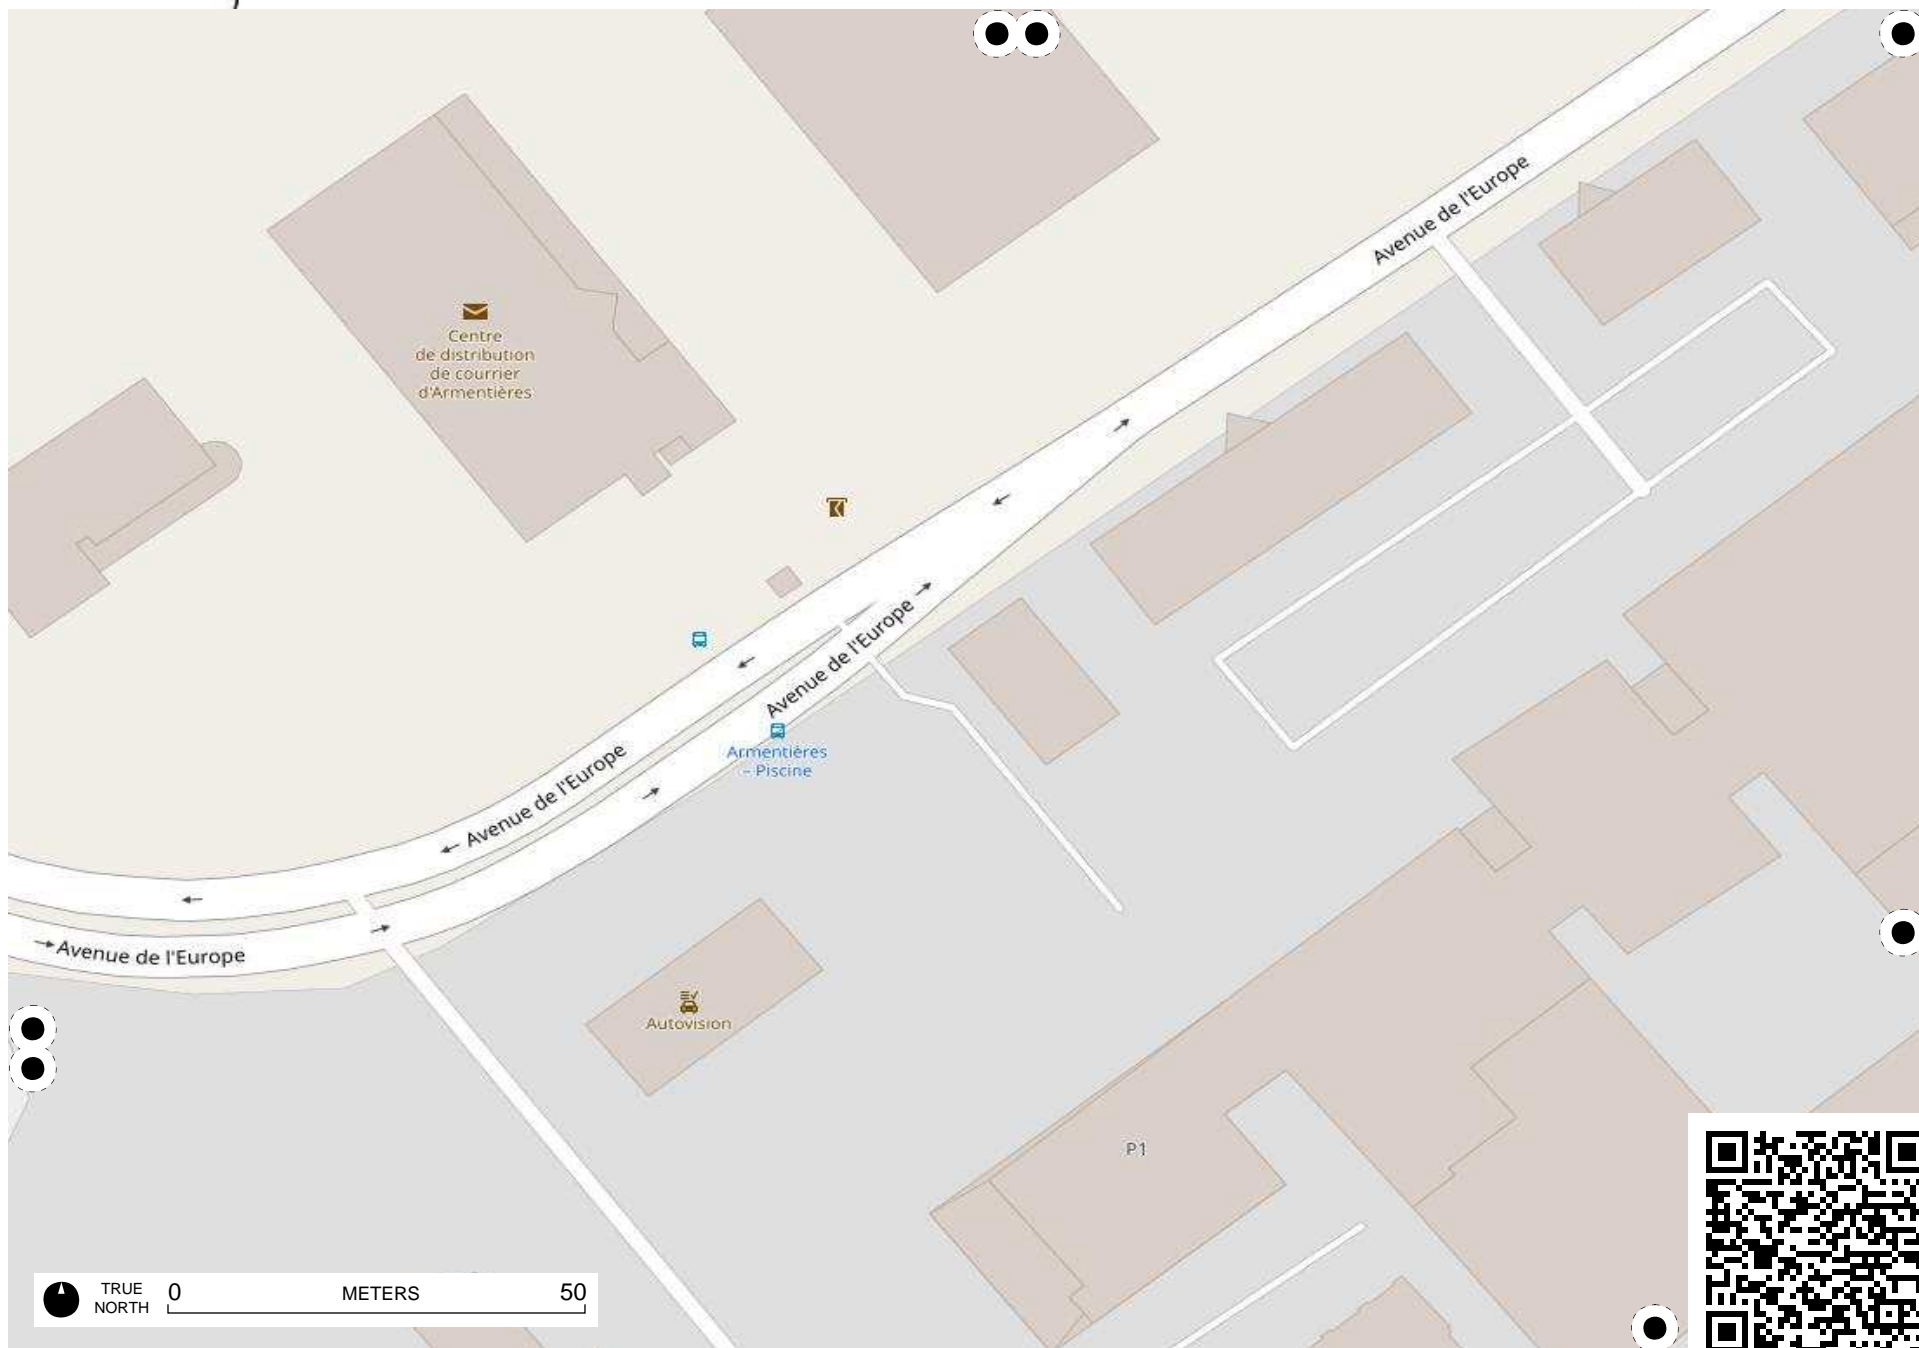 Avenue de l'Europe
Centre
de distribution
de courrier
d'Armentières
Avenue de l'Europe
Armentières
– Piscine
Avenue de l'Europe
Avenue de l'Europe
Autovision
P1
TRUE
NORTH
0 METERS 50